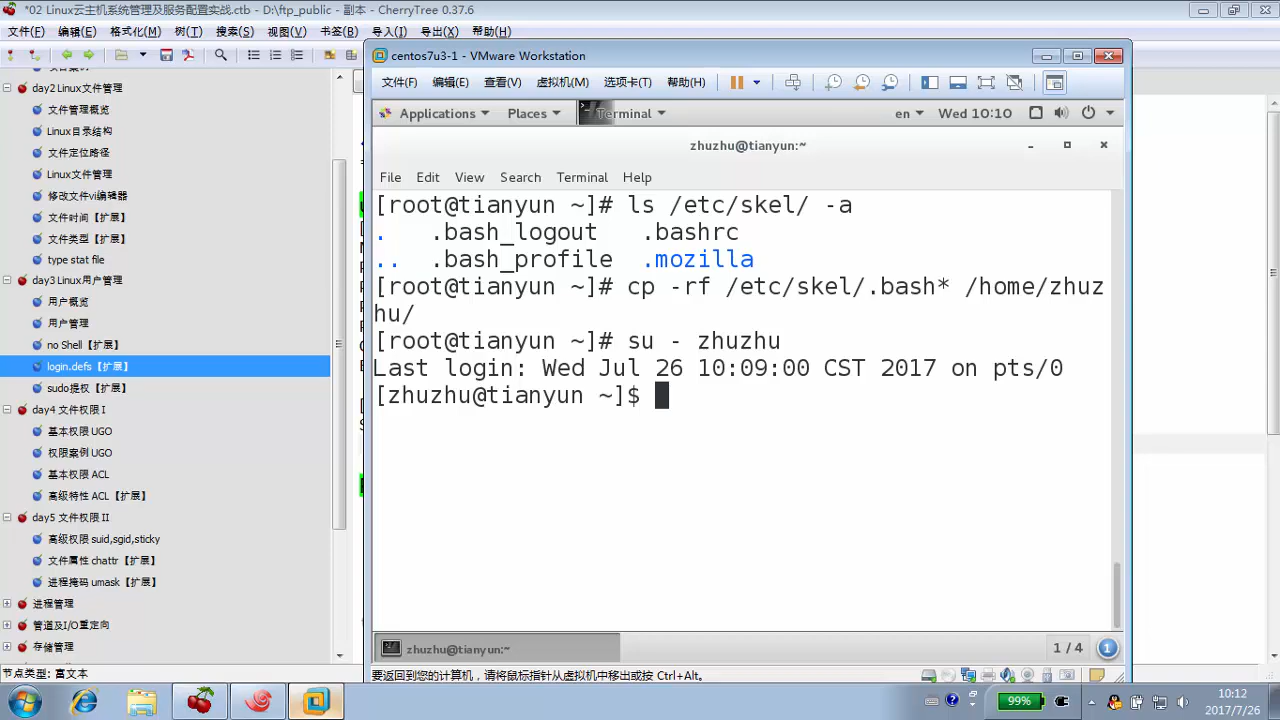 *02 Linux云主机系统管理及服务配置实战.ctb - D:\ftp_public - 副本 - CherryTree 0.37.6
文件(F) 编辑(E) 格式化(M) 树(T) 搜索(S) 视图(V) 书签(B) 导入(I) 导出(X) 帮助(H)
day2 Linux文件管理
文件管理概览
Linux目录结构
文件定位路径
Linux文件管理
修改文件vi编辑器
文件时间【扩展】
文件类型【扩展】
type stat file
day3 Linux用户管理
用户概览
用户管理
no Shell【扩展】
login.defs【扩展】
sudo提权【扩展】
day4 文件权限 I
基本权限 UGO
权限案例 UGO
基本权限 ACL
高级特性 ACL【扩展】
day5 文件权限 II
高级权限 suid,sgid,sticky
文件属性 chattr【扩展】
进程掩码 umask【扩展】
进程管理
管道及I/O重定向
存储管理
节点类型: 富文本
centos7u3-1 - VMware Workstation
文件(F) 编辑(E) 查看(V) 虚拟机(M) 选项卡(T) 帮助(H)
Applications Places Terminal en Wed 10:10
zhuzhu@tianyun:~
File Edit View Search Terminal Help
[root@tianyun ~]# ls /etc/skel/ -a
. .bash_logout .bashrc
.. .bash_profile .mozilla
[root@tianyun ~]# cp -rf /etc/skel/.bash* /home/zhuz
hu/
[root@tianyun ~]# su - zhuzhu
Last login: Wed Jul 26 10:09:00 CST 2017 on pts/0
[zhuzhu@tianyun ~]$
zhuzhu@tianyun:~ 1 / 4 1
要返回到您的计算机，请将鼠标指针从虚拟机中移出或按 Ctrl+Alt。
99%
10:12
2017/7/26